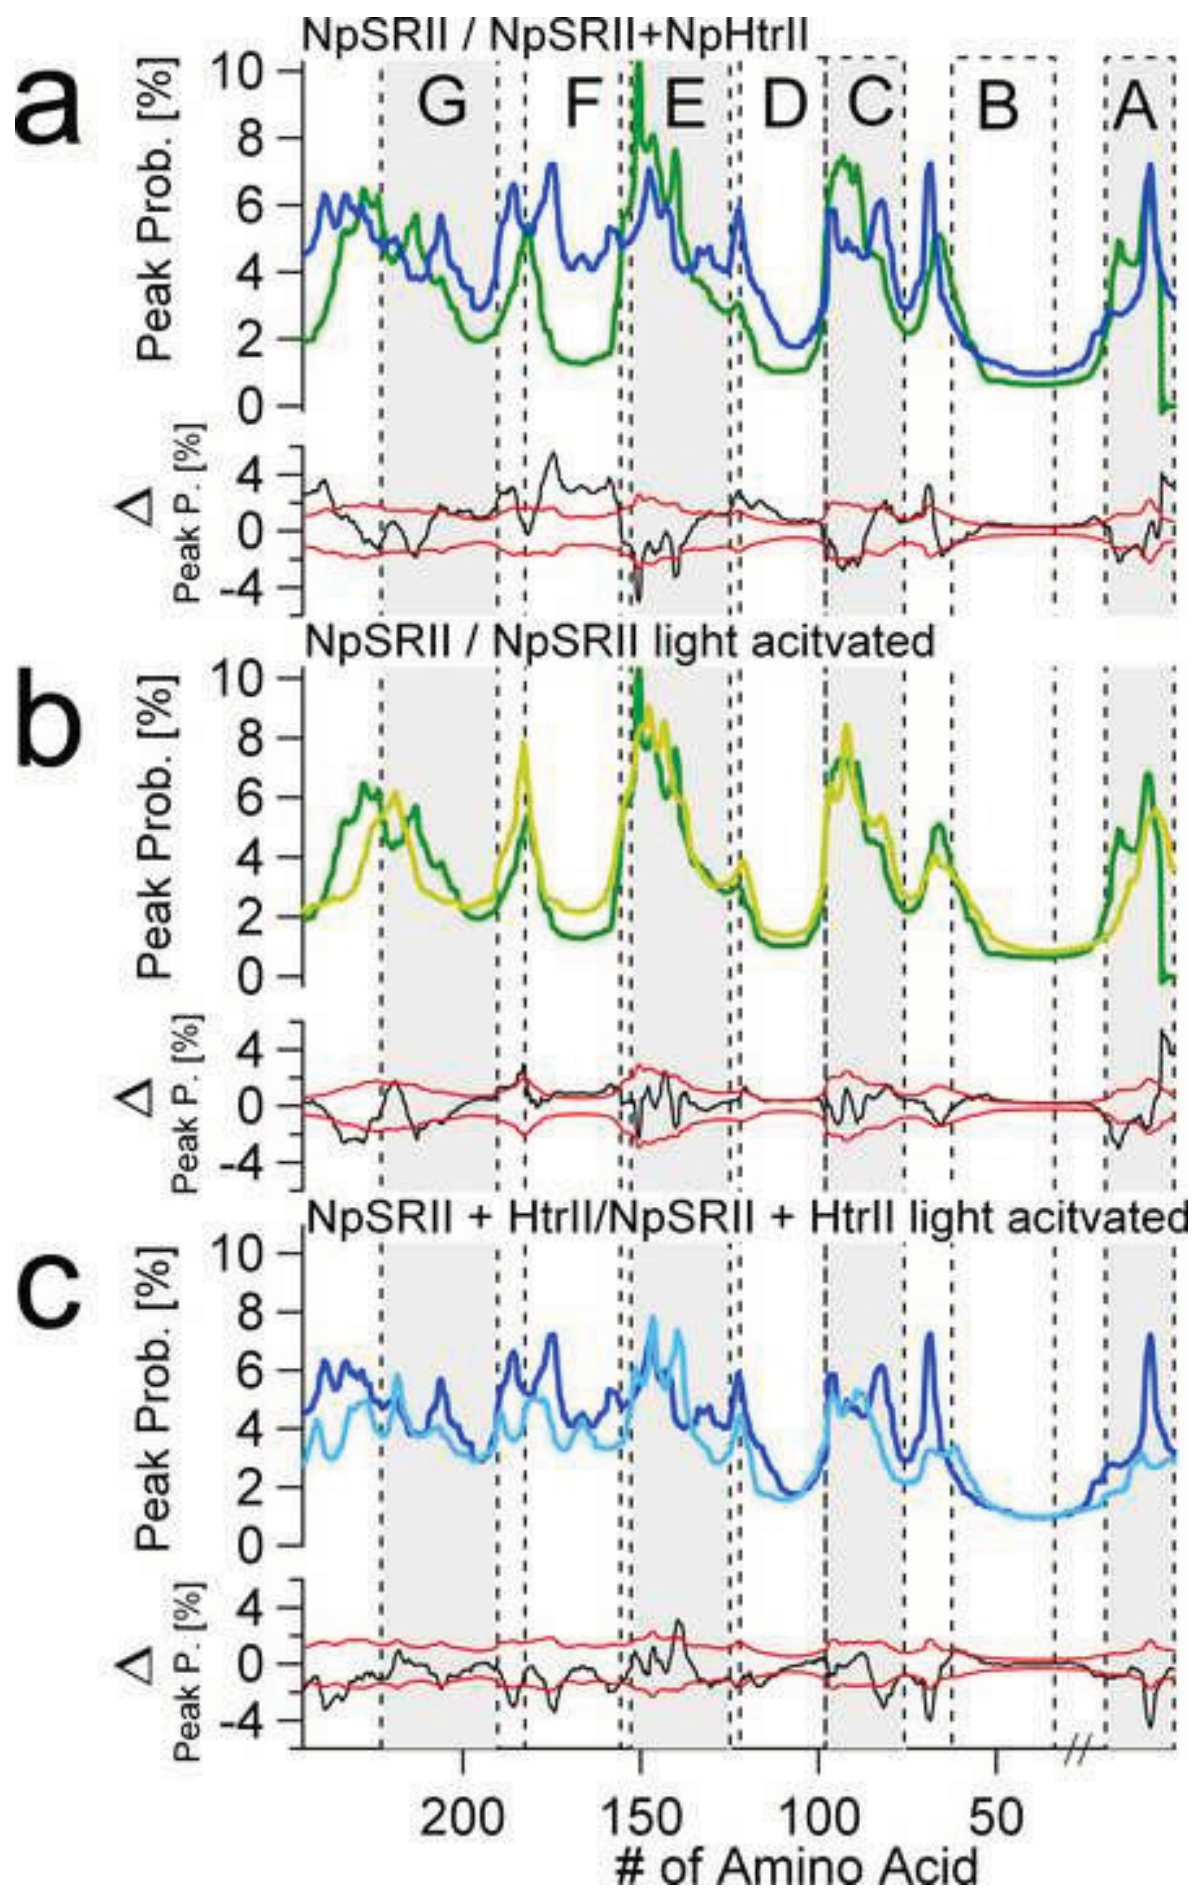 NpSRII / NpSRII+NpHtrII
a
Peak Prob. [%]
10
8
6
4
2
0
G F E D C B A
Δ
Peak P. [%]
4
0
-4
NpSRII / NpSRII light acitvated
b
Peak Prob. [%]
10
8
6
4
2
0
Δ
Peak P. [%]
4
0
-4
NpSRII + HtrII/NpSRII + HtrII light acitvated
c
Peak Prob. [%]
10
8
6
4
2
0
Δ
Peak P. [%]
4
0
-4
200 150 100 50
# of Amino Acid